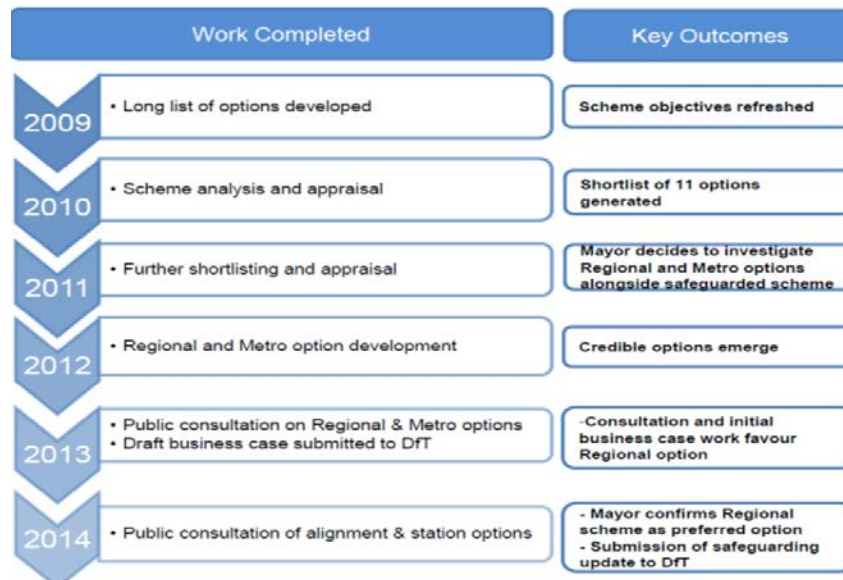 Work Completed
Key Outcomes
2009
• Long list of options developed
Scheme objectives refreshed
2010
• Scheme analysis and appraisal
Shortlist of 11 options
generated
2011
• Further shortlisting and appraisal
Mayor decides to investigate
Regional and Metro options
alongside safeguarded scheme
2012
• Regional and Metro option development
Credible options emerge
2013
• Public consultation on Regional & Metro options
• Draft business case submitted to DfT
-Consultation and initial
business case work favour
Regional option
2014
• Public consultation of alignment & station options
- Mayor confirms Regional
scheme as preferred option
- Submission of safeguarding
update to DfT